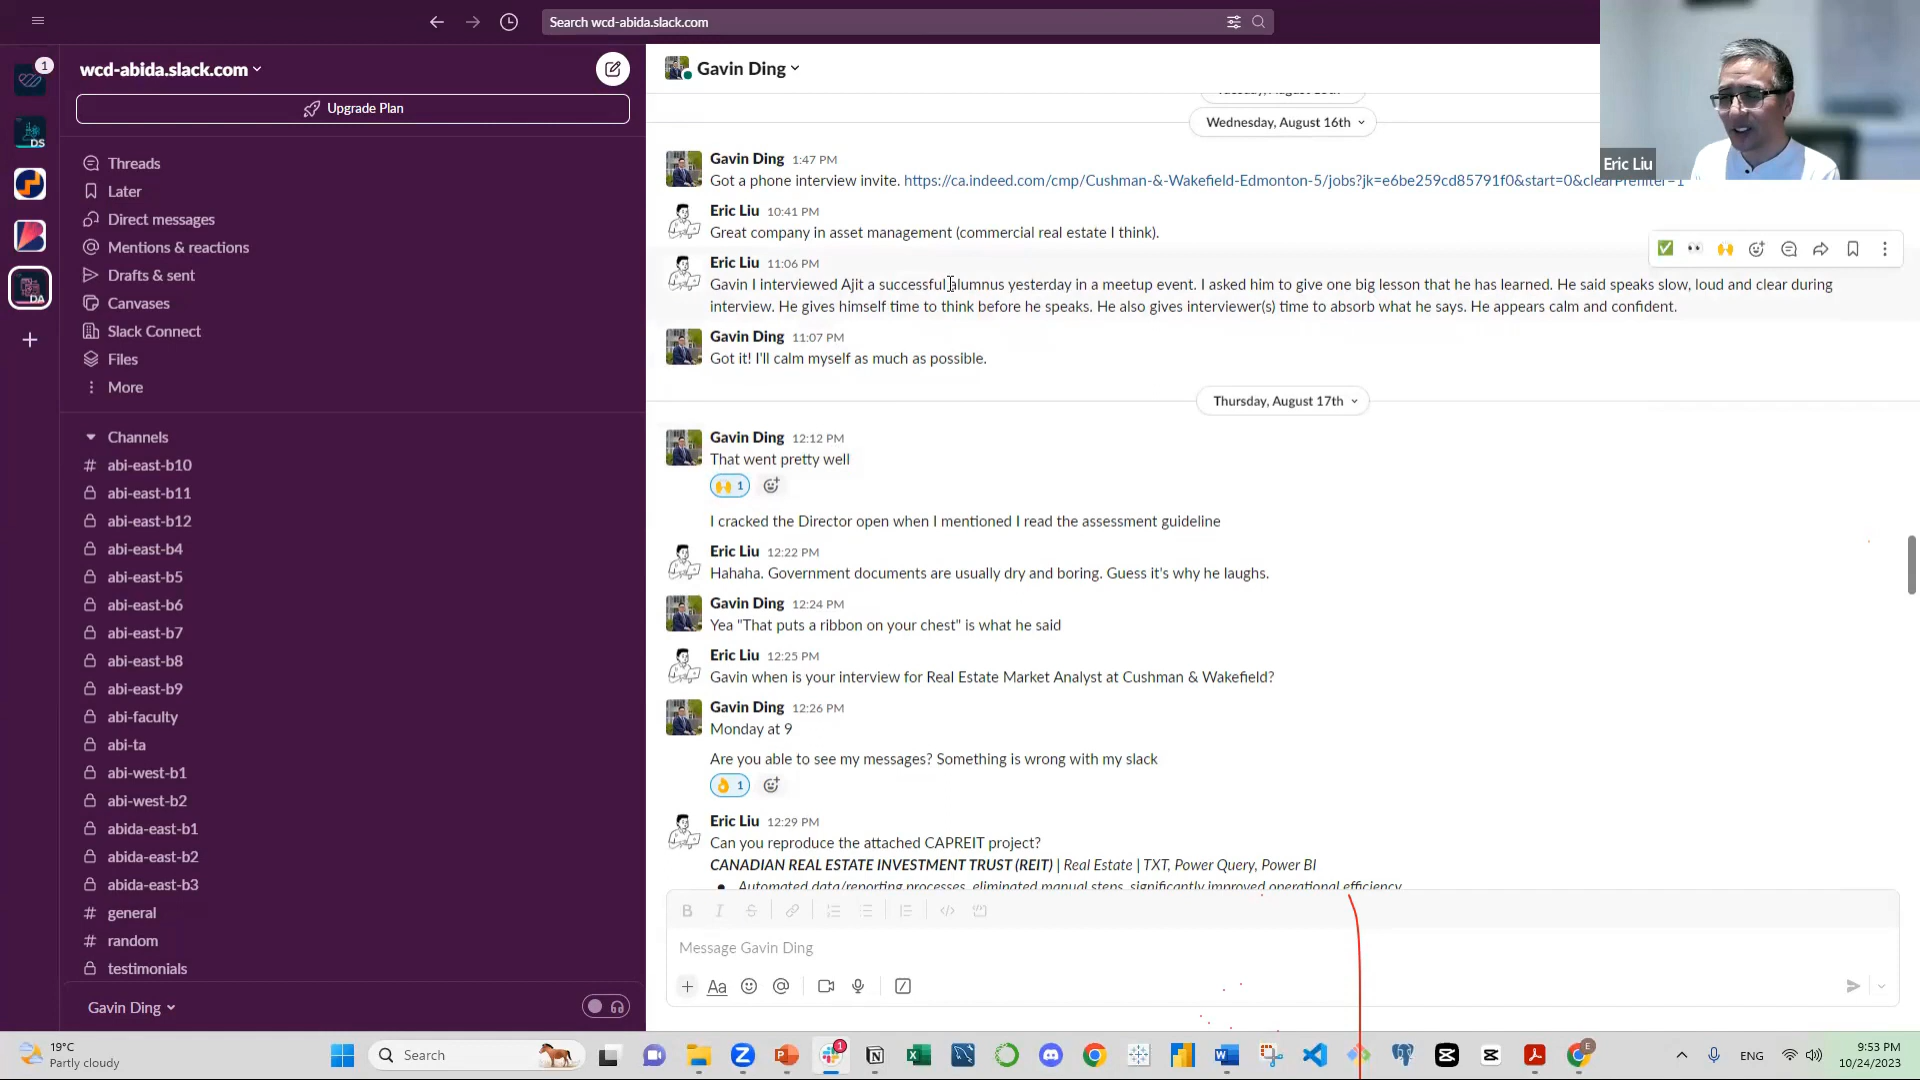 Search wcd-abida.slack.com
1
wcd-abida.slack.com
Upgrade Plan
DS
DA
Threads
Later
Direct messages
Mentions & reactions
Drafts & sent
Canvases
Slack Connect
Files
More
Channels
abi-east-b10
abi-east-b11
abi-east-b12
abi-east-b4
abi-east-b5
abi-east-b6
abi-east-b7
abi-east-b8
abi-east-b9
abi-faculty
abi-ta
abi-west-b1
abi-west-b2
abida-east-b1
abida-east-b2
abida-east-b3
general
random
testimonials
Gavin Ding
Gavin Ding
Wednesday, August 16th
Gavin Ding 1:47 PM
Got a phone interview invite. https://ca.indeed.com/cmp/Cushman-&-Wakefield-Edmonton-5/jobs?jk=e6be259cd85791f0&start=0&clearPrefilter=1
Eric Liu 10:41 PM
Great company in asset management (commercial real estate I think).
Eric Liu 11:06 PM
Gavin I interviewed Ajit a successful alumnus yesterday in a meetup event. I asked him to give one big lesson that he has learned. He said speaks slow, loud and clear during
interview. He gives himself time to think before he speaks. He also gives interviewer(s) time to absorb what he says. He appears calm and confident.
Gavin Ding 11:07 PM
Got it! I'll calm myself as much as possible.
Thursday, August 17th
Gavin Ding 12:12 PM
That went pretty well
1
I cracked the Director open when I mentioned I read the assessment guideline
Eric Liu 12:22 PM
Hahaha. Government documents are usually dry and boring. Guess it's why he laughs.
Gavin Ding 12:24 PM
Yea "That puts a ribbon on your chest" is what he said
Eric Liu 12:25 PM
Gavin when is your interview for Real Estate Market Analyst at Cushman & Wakefield?
Gavin Ding 12:26 PM
Monday at 9
Are you able to see my messages? Something is wrong with my slack
1
Eric Liu 12:29 PM
Can you reproduce the attached CAPREIT project?
CANADIAN REAL ESTATE INVESTMENT TRUST (REIT) | Real Estate | TXT, Power Query, Power BI
Automated data/reporting processes, eliminated manual steps, significantly improved operational efficiency
Message Gavin Ding
Aa
Eric Liu
19°C
Partly cloudy
Search
1
ENG
9:53 PM
10/24/2023